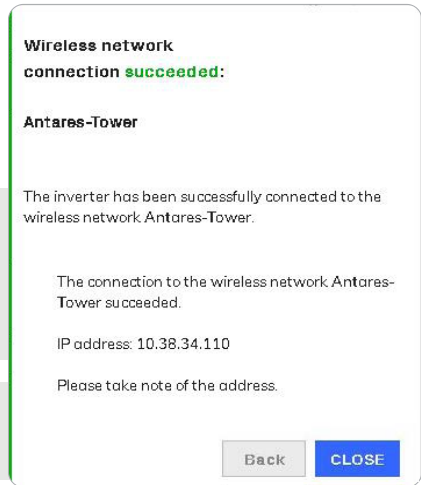 Wireless network
connection succeeded:
Antares-Tower
The inverter has been successfully connected to the
wireless network Antares-Tower.
The connection to the wireless network Antares-
Tower succeeded.
IP address: 10.38.34.110
Please take note of the address.
Back
CLOSE